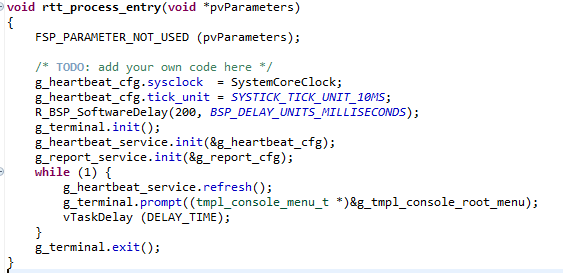 void rtt_process_entry(void *pvParameters)
{
    FSP_PARAMETER_NOT_USED (pvParameters);

    /* TODO: add your own code here */
    g_heartbeat_cfg.sysclock  = SystemCoreClock;
    g_heartbeat_cfg.tick_unit = SYSTICK_TICK_UNIT_10MS;
    R_BSP_SoftwareDelay(200, BSP_DELAY_UNITS_MILLISECONDS);
    g_terminal.init();
    g_heartbeat_service.init(&g_heartbeat_cfg);
    g_report_service.init(&g_report_cfg);
    while (1) {
        g_heartbeat_service.refresh();
        g_terminal.prompt((tmpl_console_menu_t *)&g_tmpl_console_root_menu);
        vTaskDelay (DELAY_TIME);
    }
    g_terminal.exit();
}